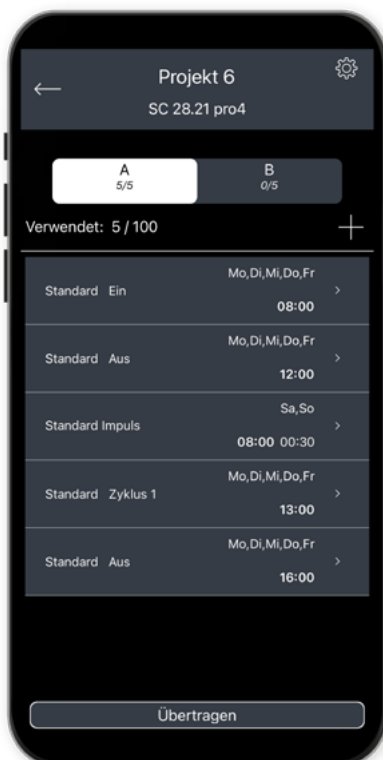 Projekt 6
SC 28.21 pro4
A
5/5
B
0/5
Verwendet: 5 / 100
Mo,Di,Mi,Do,Fr
Standard Ein
08:00
Mo,Di,Mi,Do,Fr
Standard Aus
12:00
Sa,So
Standard Impuls
08:00 00:30
Mo,Di,Mi,Do,Fr
Standard Zyklus 1
13:00
Mo,Di,Mi,Do,Fr
Standard Aus
16:00
Übertragen